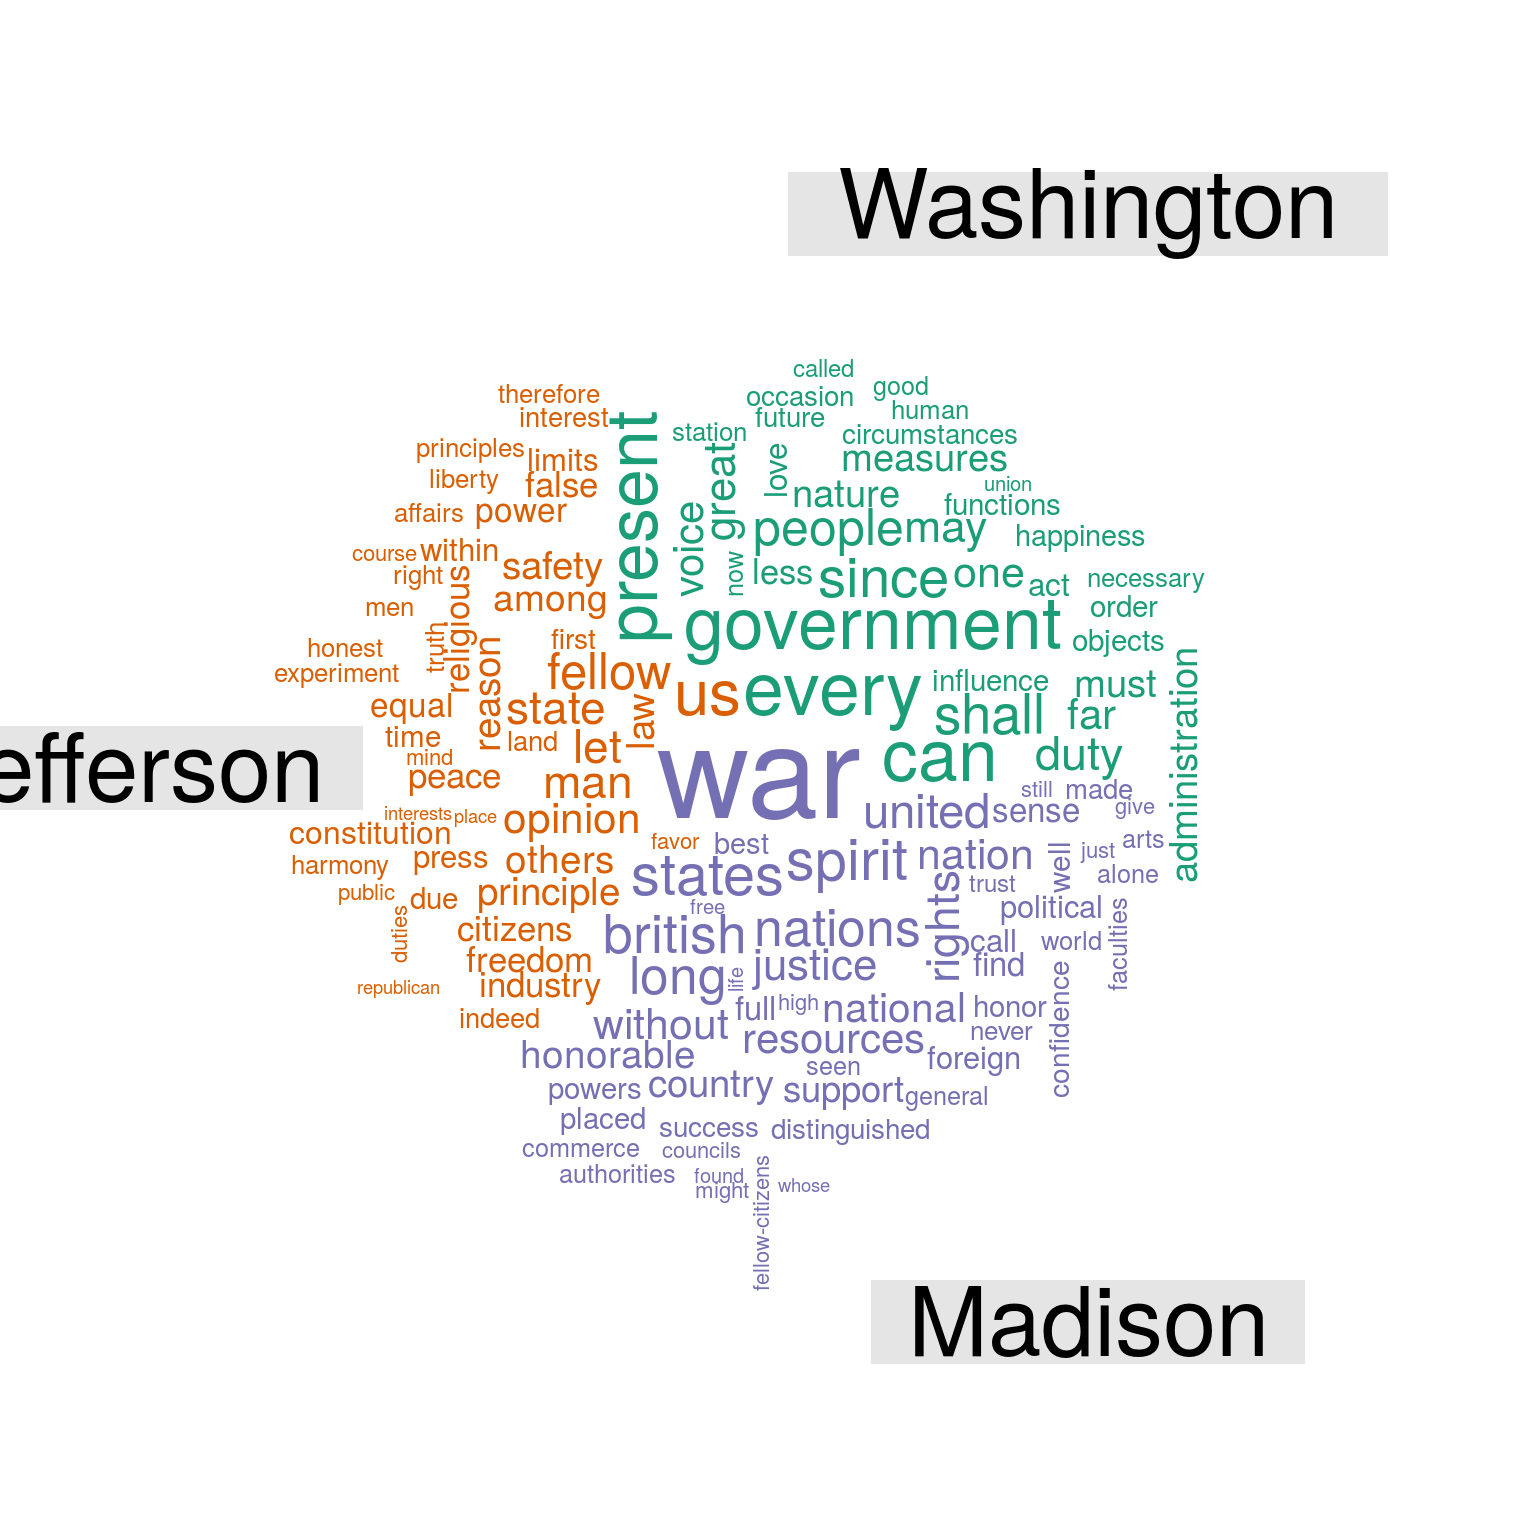 Washington
called
therefore
occasion
good
interest
future
human
station
circumstances
principles
limits
present
great
love
measures
liberty
false
nature
union
affairs
power
voice
people
may
functions
happiness
course
within
safety
now
less
since
one
act
necessary
right
religious
among
men
government
order
truth
first
objects
honest
experiment
reason
fellow
us
every
influence
must
administration
equal
state
law
shall
far
time
land
let
war
can
duty
efferson
mind
peace
man
still
made
interests
place
opinion
united
sense
give
constitution
favor
best
arts
harmony
press
others
states
spirit
nation
well
just
public
due
principle
rights
trust
alone
free
political
duties
citizens
british
nations
call
world
faculties
freedom
long
life
justice
find
republican
industry
full
high
national
honor
confidence
indeed
without
resources
never
honorable
seen
foreign
powers
country
support
general
placed
success
distinguished
commerce
councils
authorities
found
might
whose
fellow-citizens
Madison